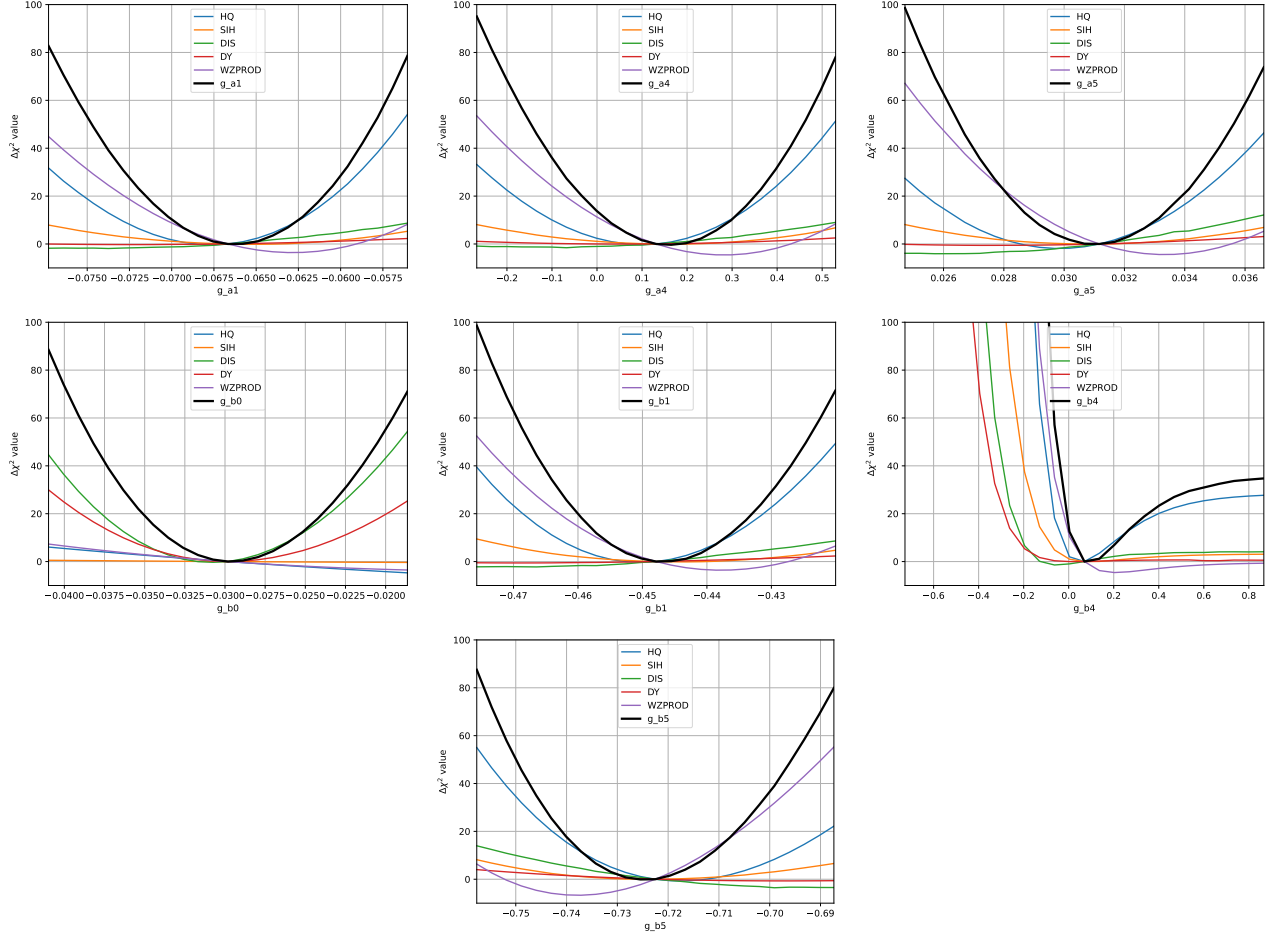 100
80
60
40
20
0
Δχ² value
HQ
SIH
DIS
DY
WZPROD
g_a1
−0.0750 −0.0725 −0.0700 −0.0675 −0.0650 −0.0625 −0.0600 −0.0575
g_a1
100
80
60
40
20
0
Δχ² value
HQ
SIH
DIS
DY
WZPROD
g_a4
−0.2 −0.1 0.0 0.1 0.2 0.3 0.4 0.5
g_a4
100
80
60
40
20
0
Δχ² value
HQ
SIH
DIS
DY
WZPROD
g_a5
0.026 0.028 0.030 0.032 0.034 0.036
g_a5
100
80
60
40
20
0
Δχ² value
HQ
SIH
DIS
DY
WZPROD
g_b0
−0.0400 −0.0375 −0.0350 −0.0325 −0.0300 −0.0275 −0.0250 −0.0225 −0.0200
g_b0
100
80
60
40
20
0
Δχ² value
HQ
SIH
DIS
DY
WZPROD
g_b1
−0.47 −0.46 −0.45 −0.44 −0.43
g_b1
100
80
60
40
20
0
Δχ² value
HQ
SIH
DIS
DY
WZPROD
g_b4
−0.6 −0.4 −0.2 0.0 0.2 0.4 0.6 0.8
g_b4
100
80
60
40
20
0
Δχ² value
HQ
SIH
DIS
DY
WZPROD
g_b5
−0.75 −0.74 −0.73 −0.72 −0.71 −0.70 −0.69
g_b5